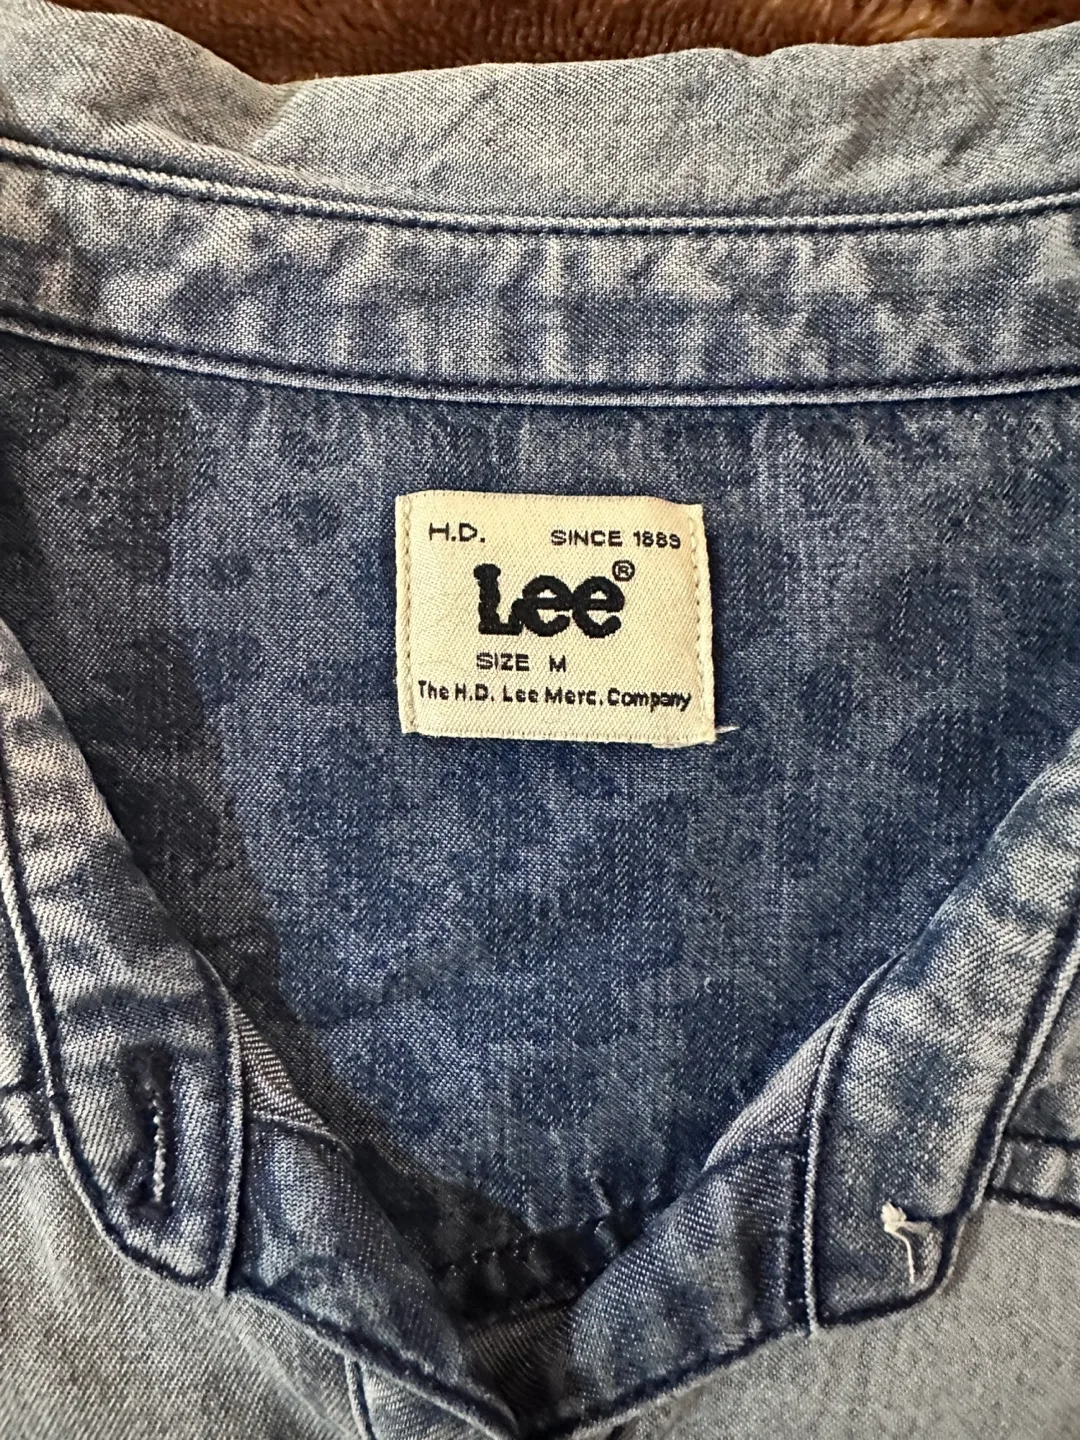 H.D. SINCE 1889
Lee®
SIZE M
The H.D. Lee Merc. Company